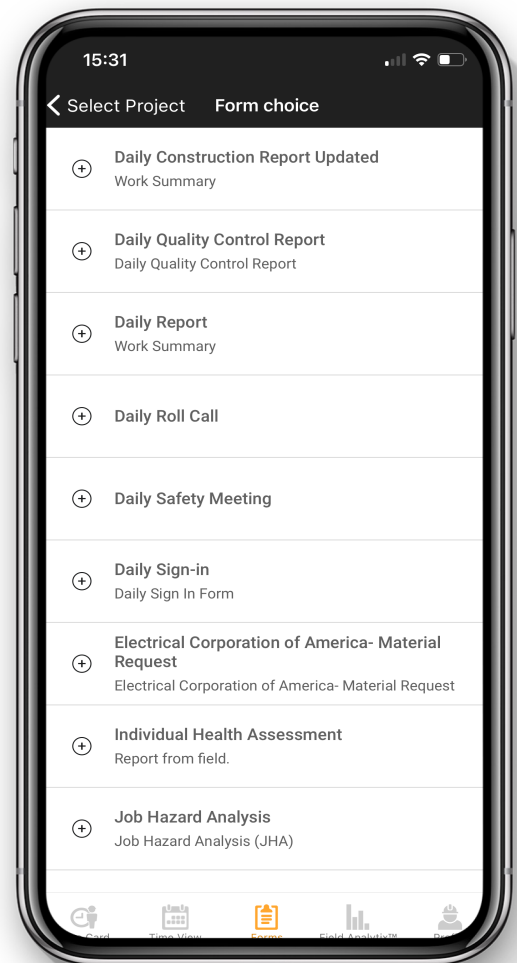 15:31
Select Project Form choice
Daily Construction Report Updated
Work Summary
Daily Quality Control Report
Daily Quality Control Report
Daily Report
Work Summary
Daily Roll Call
Daily Safety Meeting
Daily Sign-in
Daily Sign In Form
Electrical Corporation of America- Material
Request
Electrical Corporation of America- Material Request
Individual Health Assessment
Report from field.
Job Hazard Analysis
Job Hazard Analysis (JHA)
Card Time View Forms Field Analytix™